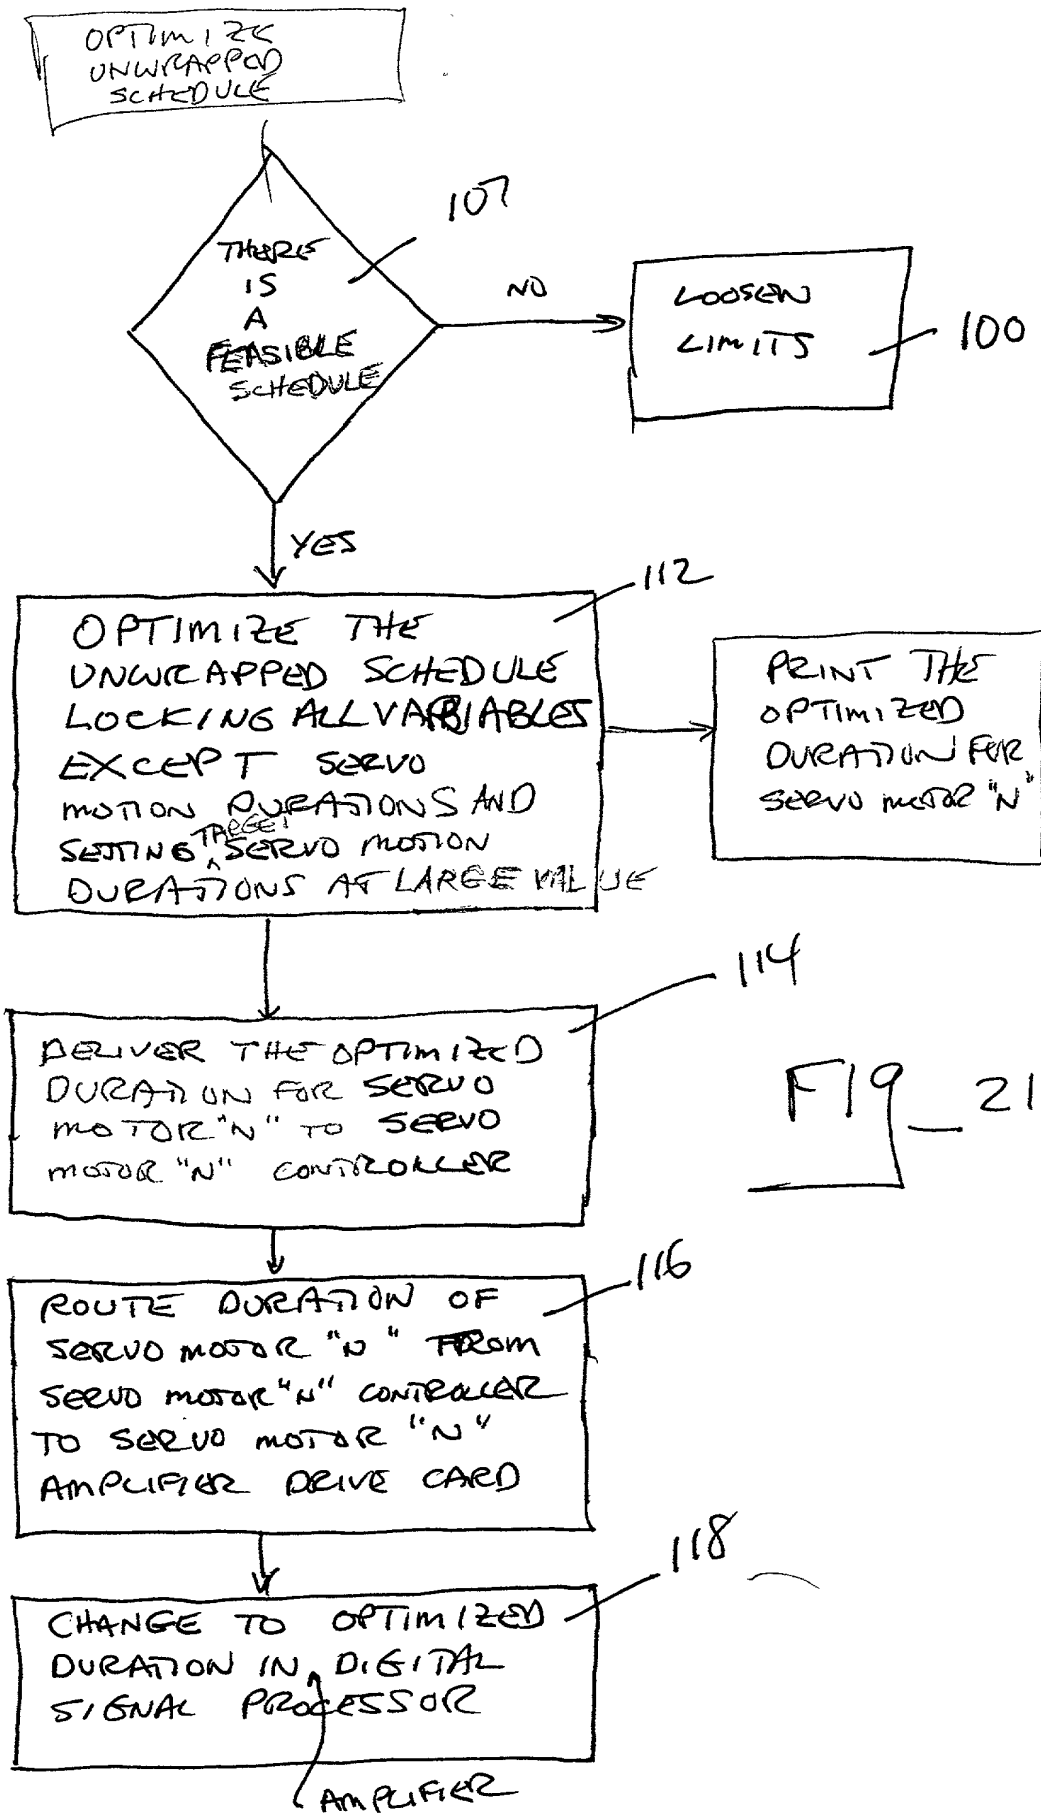 OPTIMIZE
UNWRAPPED
SCHEDULE
107
THERE
IS
A
FEASIBLE
SCHEDULE
NO
LOOSEN
LIMITS
100
YES
112
OPTIMIZE THE
UNWRAPPED SCHEDULE
LOCKING ALL VARIABLES
EXCEPT SERVO
MOTION DURATIONS AND
TARGET
SETTING SERVO MOTION
DURATIONS AT LARGE VALUE
PRINT THE
OPTIMIZED
DURATION FOR
SERVO MOTOR "N"
114
DELIVER THE OPTIMIZED
DURATION FOR SERVO
MOTOR "N" TO SERVO
MOTOR "N" CONTROLLER
FIG_21
116
ROUTE DURATION OF
SERVO MOTOR "N" FROM
SERVO MOTOR "N" CONTROLLER
TO SERVO MOTOR "N"
AMPLIFIER DRIVE CARD
118
CHANGE TO OPTIMIZED
DURATION IN DIGITAL
SIGNAL PROCESSOR
AMPLIFIER